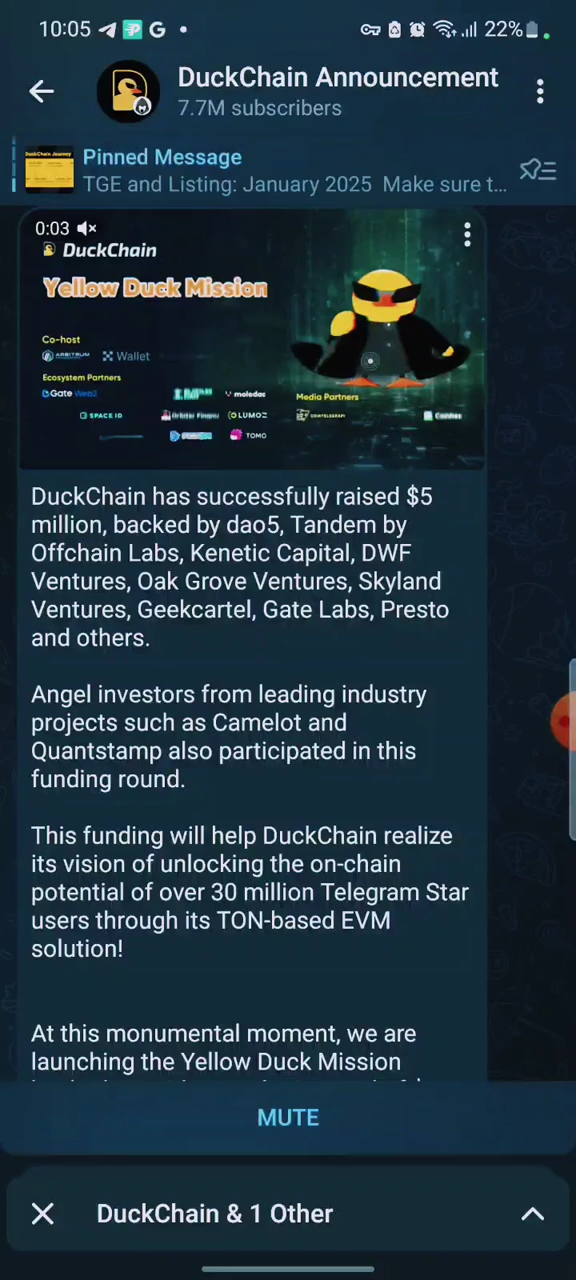 10:05
22%
DuckChain Announcement
7.7M subscribers
Pinned Message
TGE and Listing: January 2025 Make sure t...
0:03
DuckChain
Yellow Duck Mission
Co-host
ARBITRUM Wallet
Ecosystem Partners
Gate Web3
moledao
SPACE ID
LUMOZ
TOMO
Media Partners
COINTELEGRAPH
DuckChain has successfully raised $5
million, backed by dao5, Tandem by
Offchain Labs, Kenetic Capital, DWF
Ventures, Oak Grove Ventures, Skyland
Ventures, Geekcartel, Gate Labs, Presto
and others.
Angel investors from leading industry
projects such as Camelot and
Quantstamp also participated in this
funding round.
This funding will help DuckChain realize
its vision of unlocking the on-chain
potential of over 30 million Telegram Star
users through its TON-based EVM
solution!
At this monumental moment, we are
launching the Yellow Duck Mission
MUTE
DuckChain & 1 Other